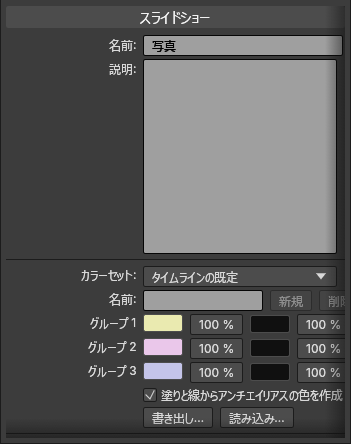 スライドショー
名前: 写真
説明:
カラーセット: タイムラインの既定
名前: 新規
グループ 1 100 % 100 %
グループ 2 100 % 100 %
グループ 3 100 % 100 %
塗りと線からアンチエイリアスの色を作成
書き出し... 読み込み...